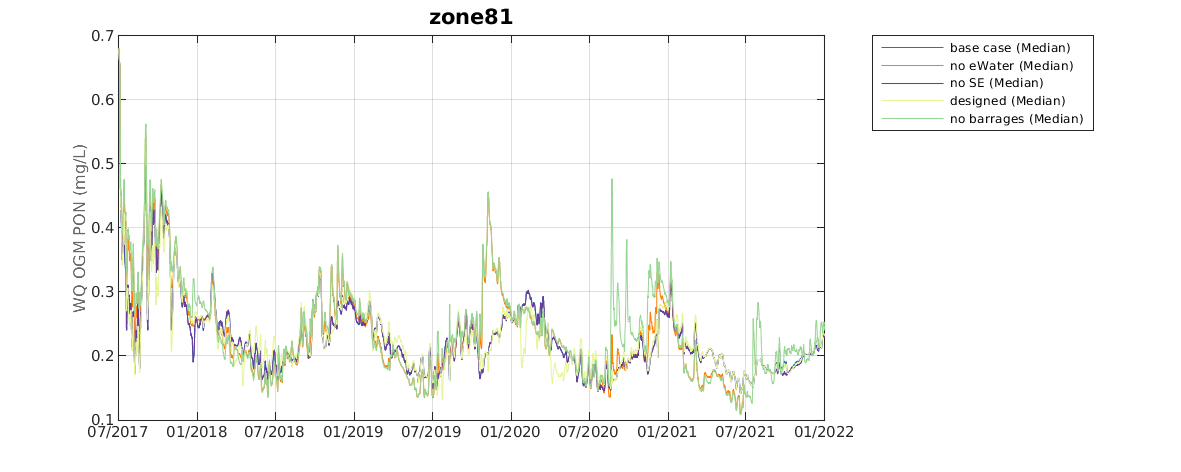 zone81
WQ OGM PON (mg/L)
0.7
0.6
0.5
0.4
0.3
0.2
0.1
07/2017 01/2018 07/2018 01/2019 07/2019 01/2020 07/2020 01/2021 07/2021 01/2022
base case (Median)
no eWater (Median)
no SE (Median)
designed (Median)
no barrages (Median)